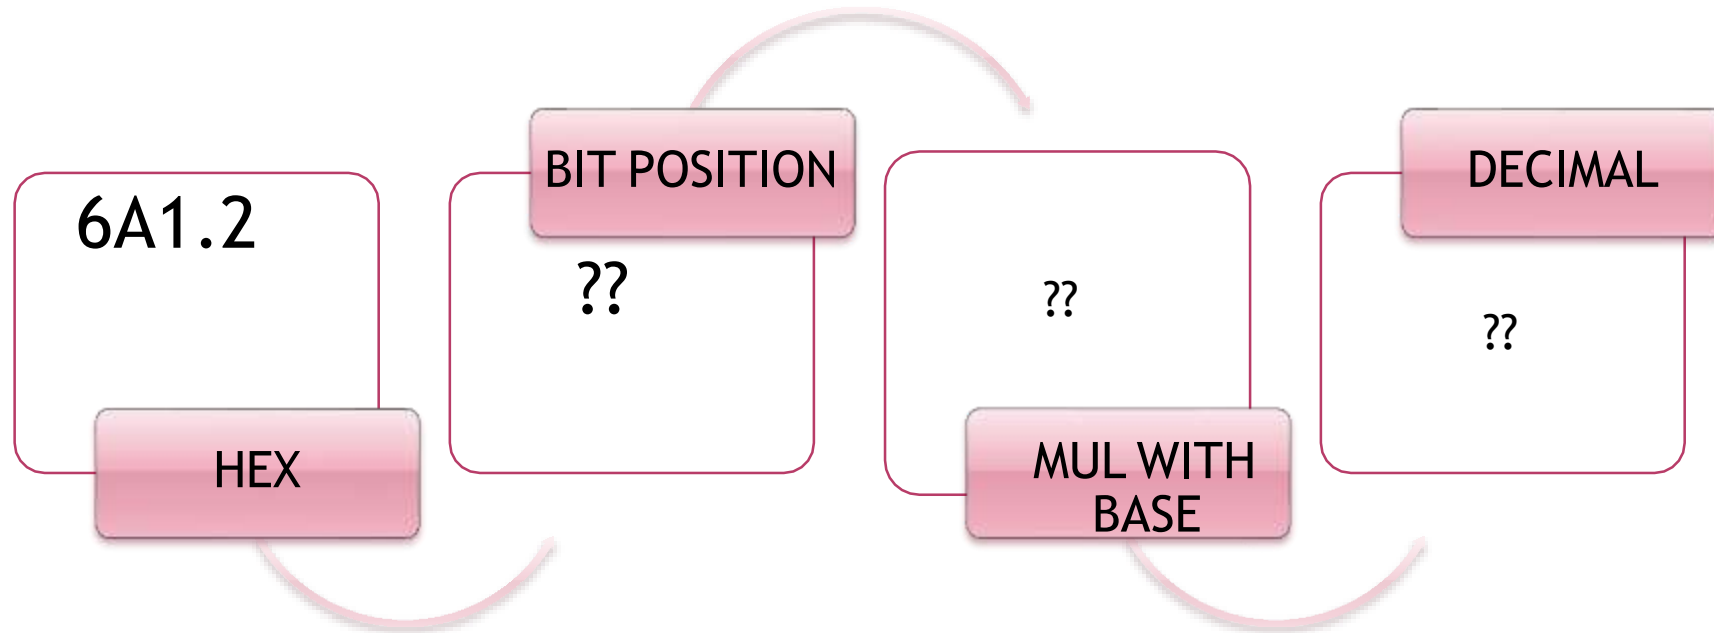 6A1.2
HEX
BIT POSITION
??
??
MUL WITH
BASE
DECIMAL
??